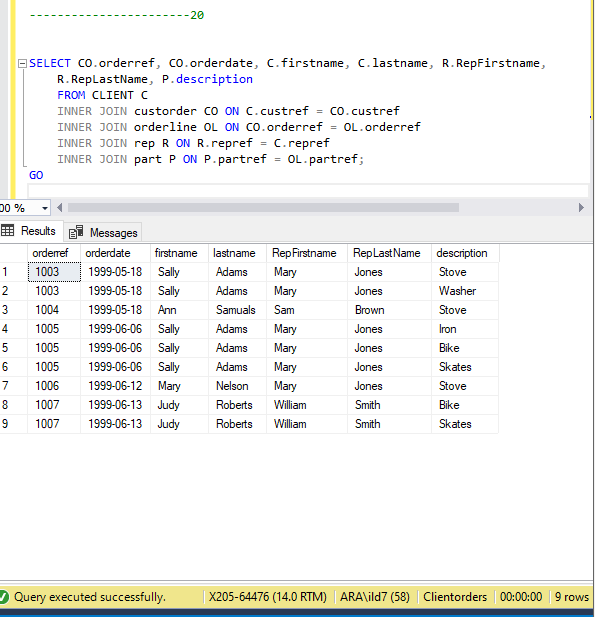 -----------------------20
SELECT CO.orderref, CO.orderdate, C.firstname, C.lastname, R.RepFirstname,
R.RepLastName, P.description
FROM CLIENT C
INNER JOIN custorder CO ON C.custref = CO.custref
INNER JOIN orderline OL ON CO.orderref = OL.orderref
INNER JOIN rep R ON R.repref = C.repref
INNER JOIN part P ON P.partref = OL.partref;
GO
00 %
Results Messages
orderref orderdate firstname lastname RepFirstname RepLastName description
1 1003 1999-05-18 Sally Adams Mary Jones Stove
2 1003 1999-05-18 Sally Adams Mary Jones Washer
3 1004 1999-05-18 Ann Samuals Sam Brown Stove
4 1005 1999-06-06 Sally Adams Mary Jones Iron
5 1005 1999-06-06 Sally Adams Mary Jones Bike
6 1005 1999-06-06 Sally Adams Mary Jones Skates
7 1006 1999-06-12 Mary Nelson Mary Jones Stove
8 1007 1999-06-13 Judy Roberts William Smith Bike
9 1007 1999-06-13 Judy Roberts William Smith Skates
Query executed successfully. X205-64476 (14.0 RTM) ARA\ild7 (58) Clientorders 00:00:00 9 rows